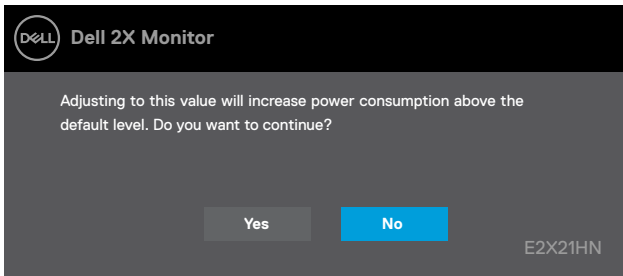 DELL Dell 2X Monitor
Adjusting to this value will increase power consumption above the
default level. Do you want to continue?
Yes No
E2X21HN